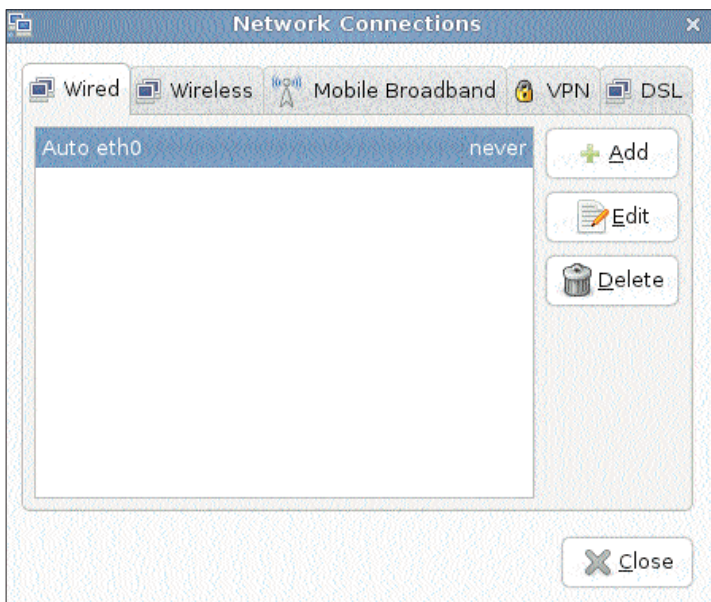 Network Connections
Wired Wireless Mobile Broadband VPN DSL
Auto eth0 never
Add
Edit
Delete
Close